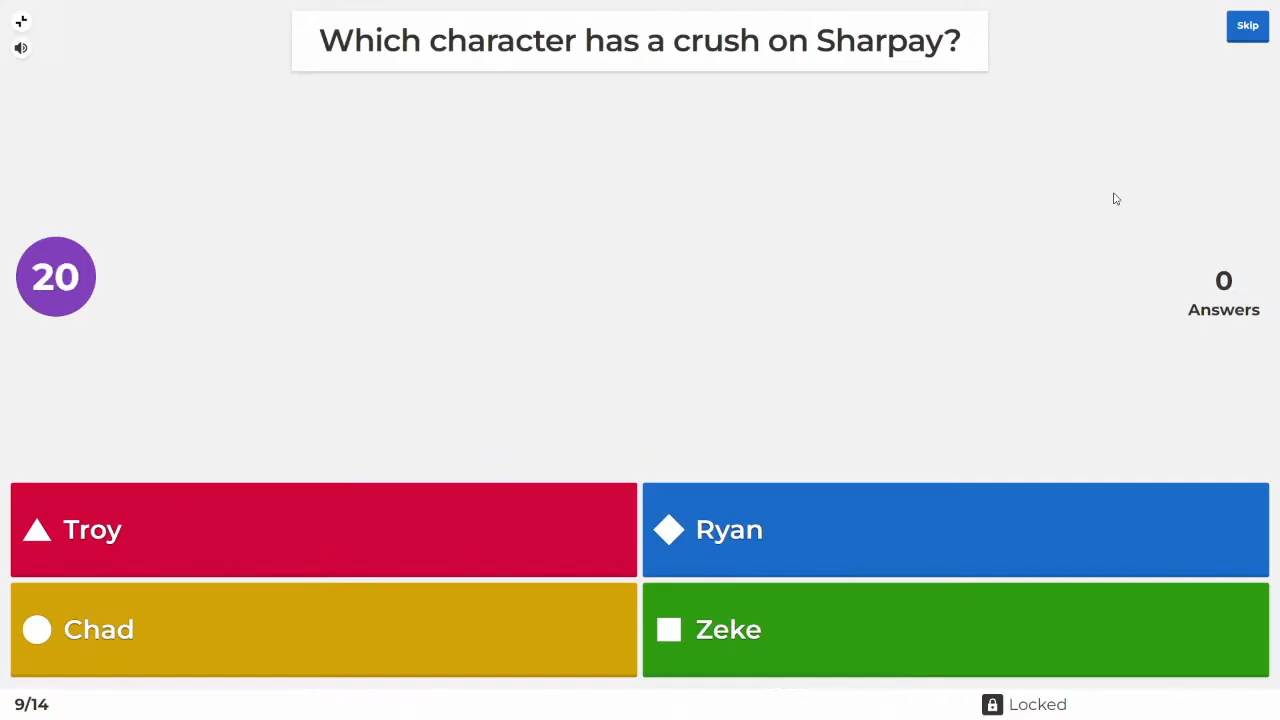 Which character has a crush on Sharpay?
Skip
20
0
Answers
Troy
Ryan
Chad
Zeke
9/14
Locked